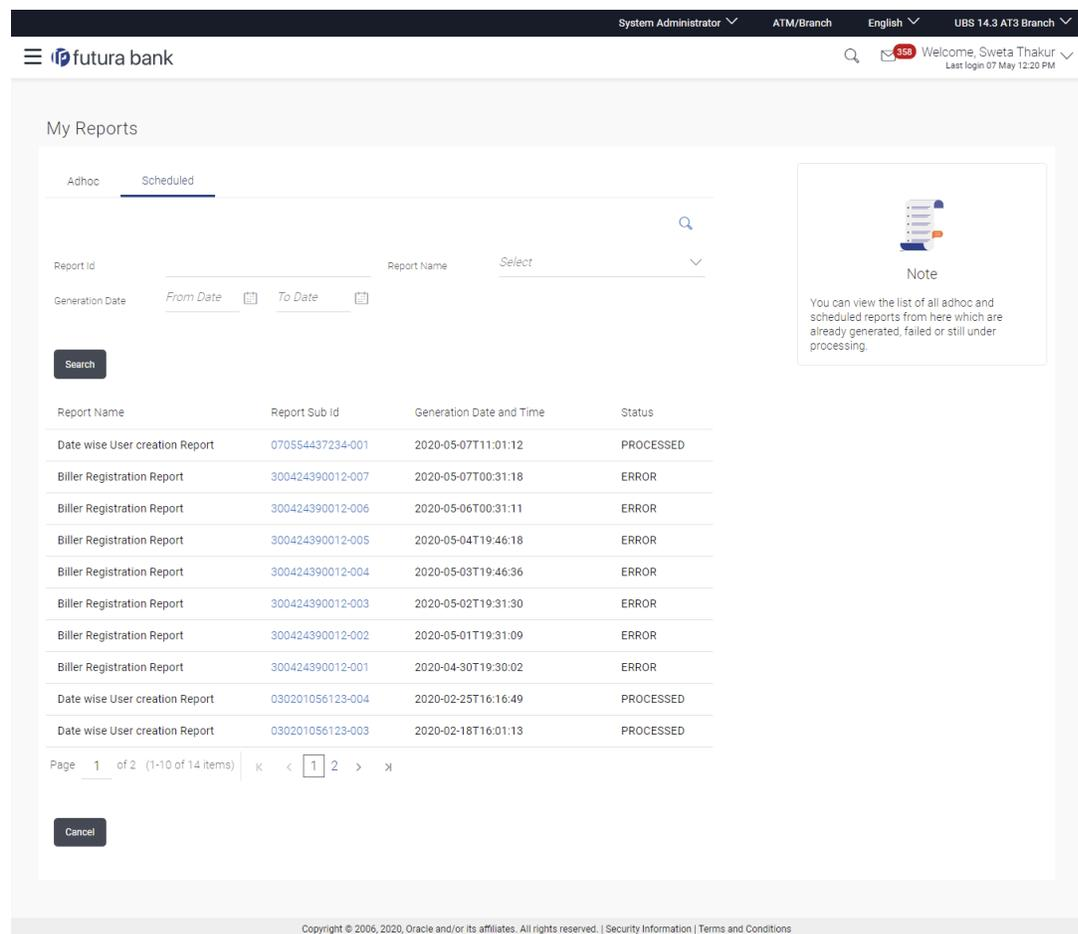 System Administrator ATM/Branch English UBS 14.3 AT3 Branch
futura bank 358 Welcome, Sweta Thakur
Last login 07 May 12:20 PM
My Reports
Adhoc Scheduled
Report Id Report Name Select
Generation Date From Date To Date
Search
Note
You can view the list of all adhoc and
scheduled reports from here which are
already generated, failed or still under
processing.
Report Name Report Sub Id Generation Date and Time Status
Date wise User creation Report 070554437234-001 2020-05-07T11:01:12 PROCESSED
Biller Registration Report 300424390012-007 2020-05-07T00:31:18 ERROR
Biller Registration Report 300424390012-006 2020-05-06T00:31:11 ERROR
Biller Registration Report 300424390012-005 2020-05-04T19:46:18 ERROR
Biller Registration Report 300424390012-004 2020-05-03T19:46:36 ERROR
Biller Registration Report 300424390012-003 2020-05-02T19:31:30 ERROR
Biller Registration Report 300424390012-002 2020-05-01T19:31:09 ERROR
Biller Registration Report 300424390012-001 2020-04-30T19:30:02 ERROR
Date wise User creation Report 030201056123-004 2020-02-25T16:16:49 PROCESSED
Date wise User creation Report 030201056123-003 2020-02-18T16:01:13 PROCESSED
Page 1 of 2 (1-10 of 14 items) 1 2
Cancel
Copyright © 2006, 2020, Oracle and/or its affiliates. All rights reserved. | Security Information | Terms and Conditions